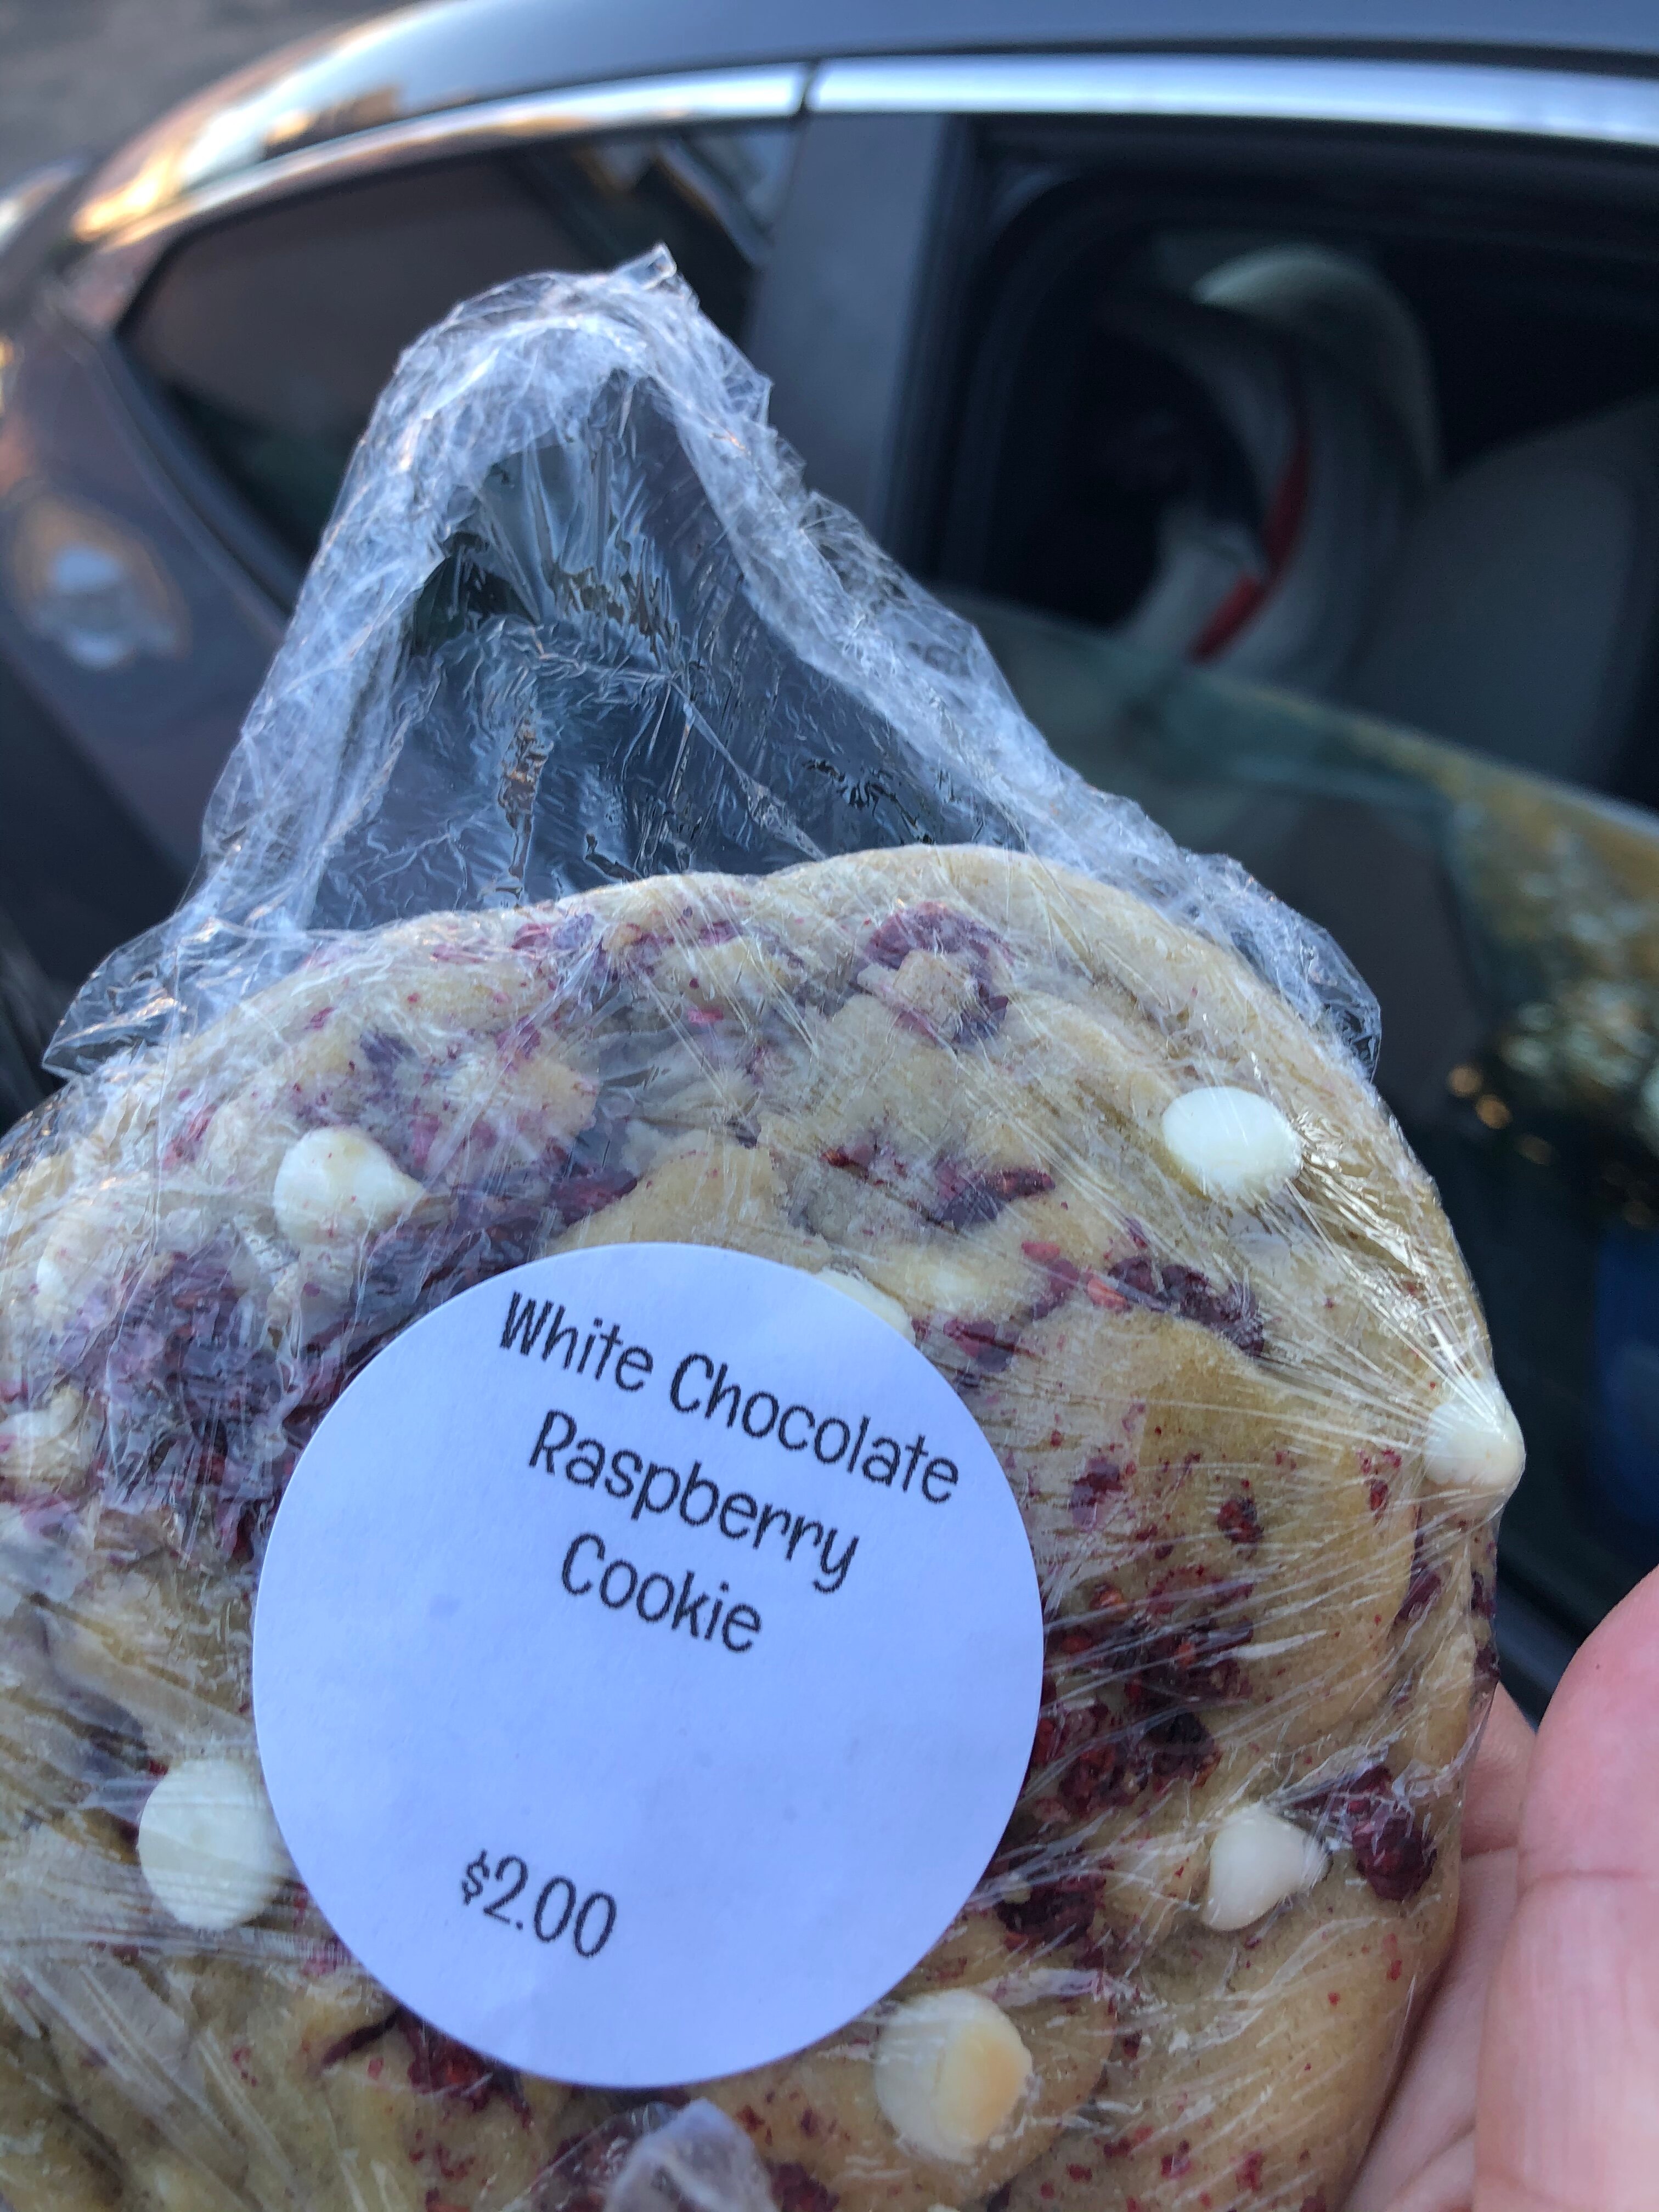 White Chocolate
Raspberry
Cookie
$2.00